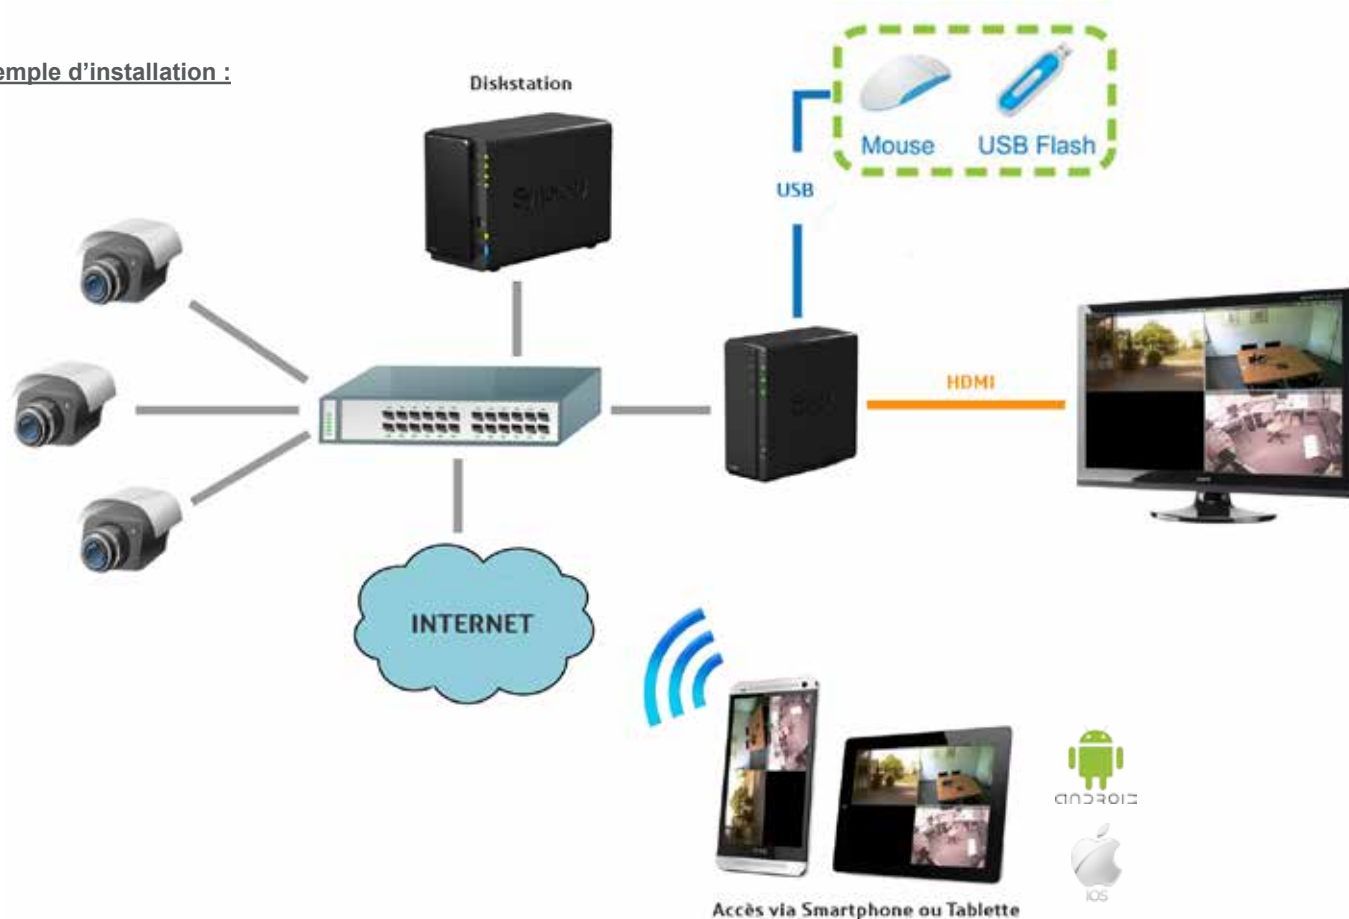 emple d'installation :
Diskstation
Mouse
USB Flash
USB
HDMI
INTERNET
ANDROID
iOS
Accès via Smartphone ou Tablette